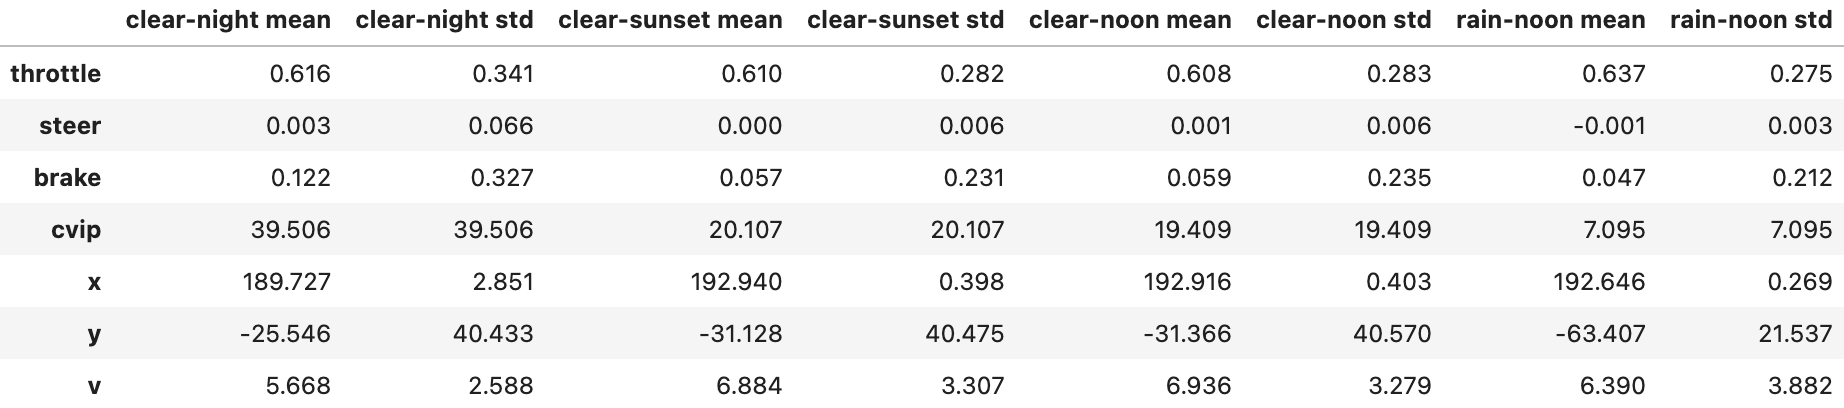 clear-night mean clear-night std clear-sunset mean clear-sunset std clear-noon mean clear-noon std rain-noon mean rain-noon std
throttle 0.616 0.341 0.610 0.282 0.608 0.283 0.637 0.275
steer 0.003 0.066 0.000 0.006 0.001 0.006 -0.001 0.003
brake 0.122 0.327 0.057 0.231 0.059 0.235 0.047 0.212
cvip 39.506 39.506 20.107 20.107 19.409 19.409 7.095 7.095
x 189.727 2.851 192.940 0.398 192.916 0.403 192.646 0.269
y -25.546 40.433 -31.128 40.475 -31.366 40.570 -63.407 21.537
v 5.668 2.588 6.884 3.307 6.936 3.279 6.390 3.882